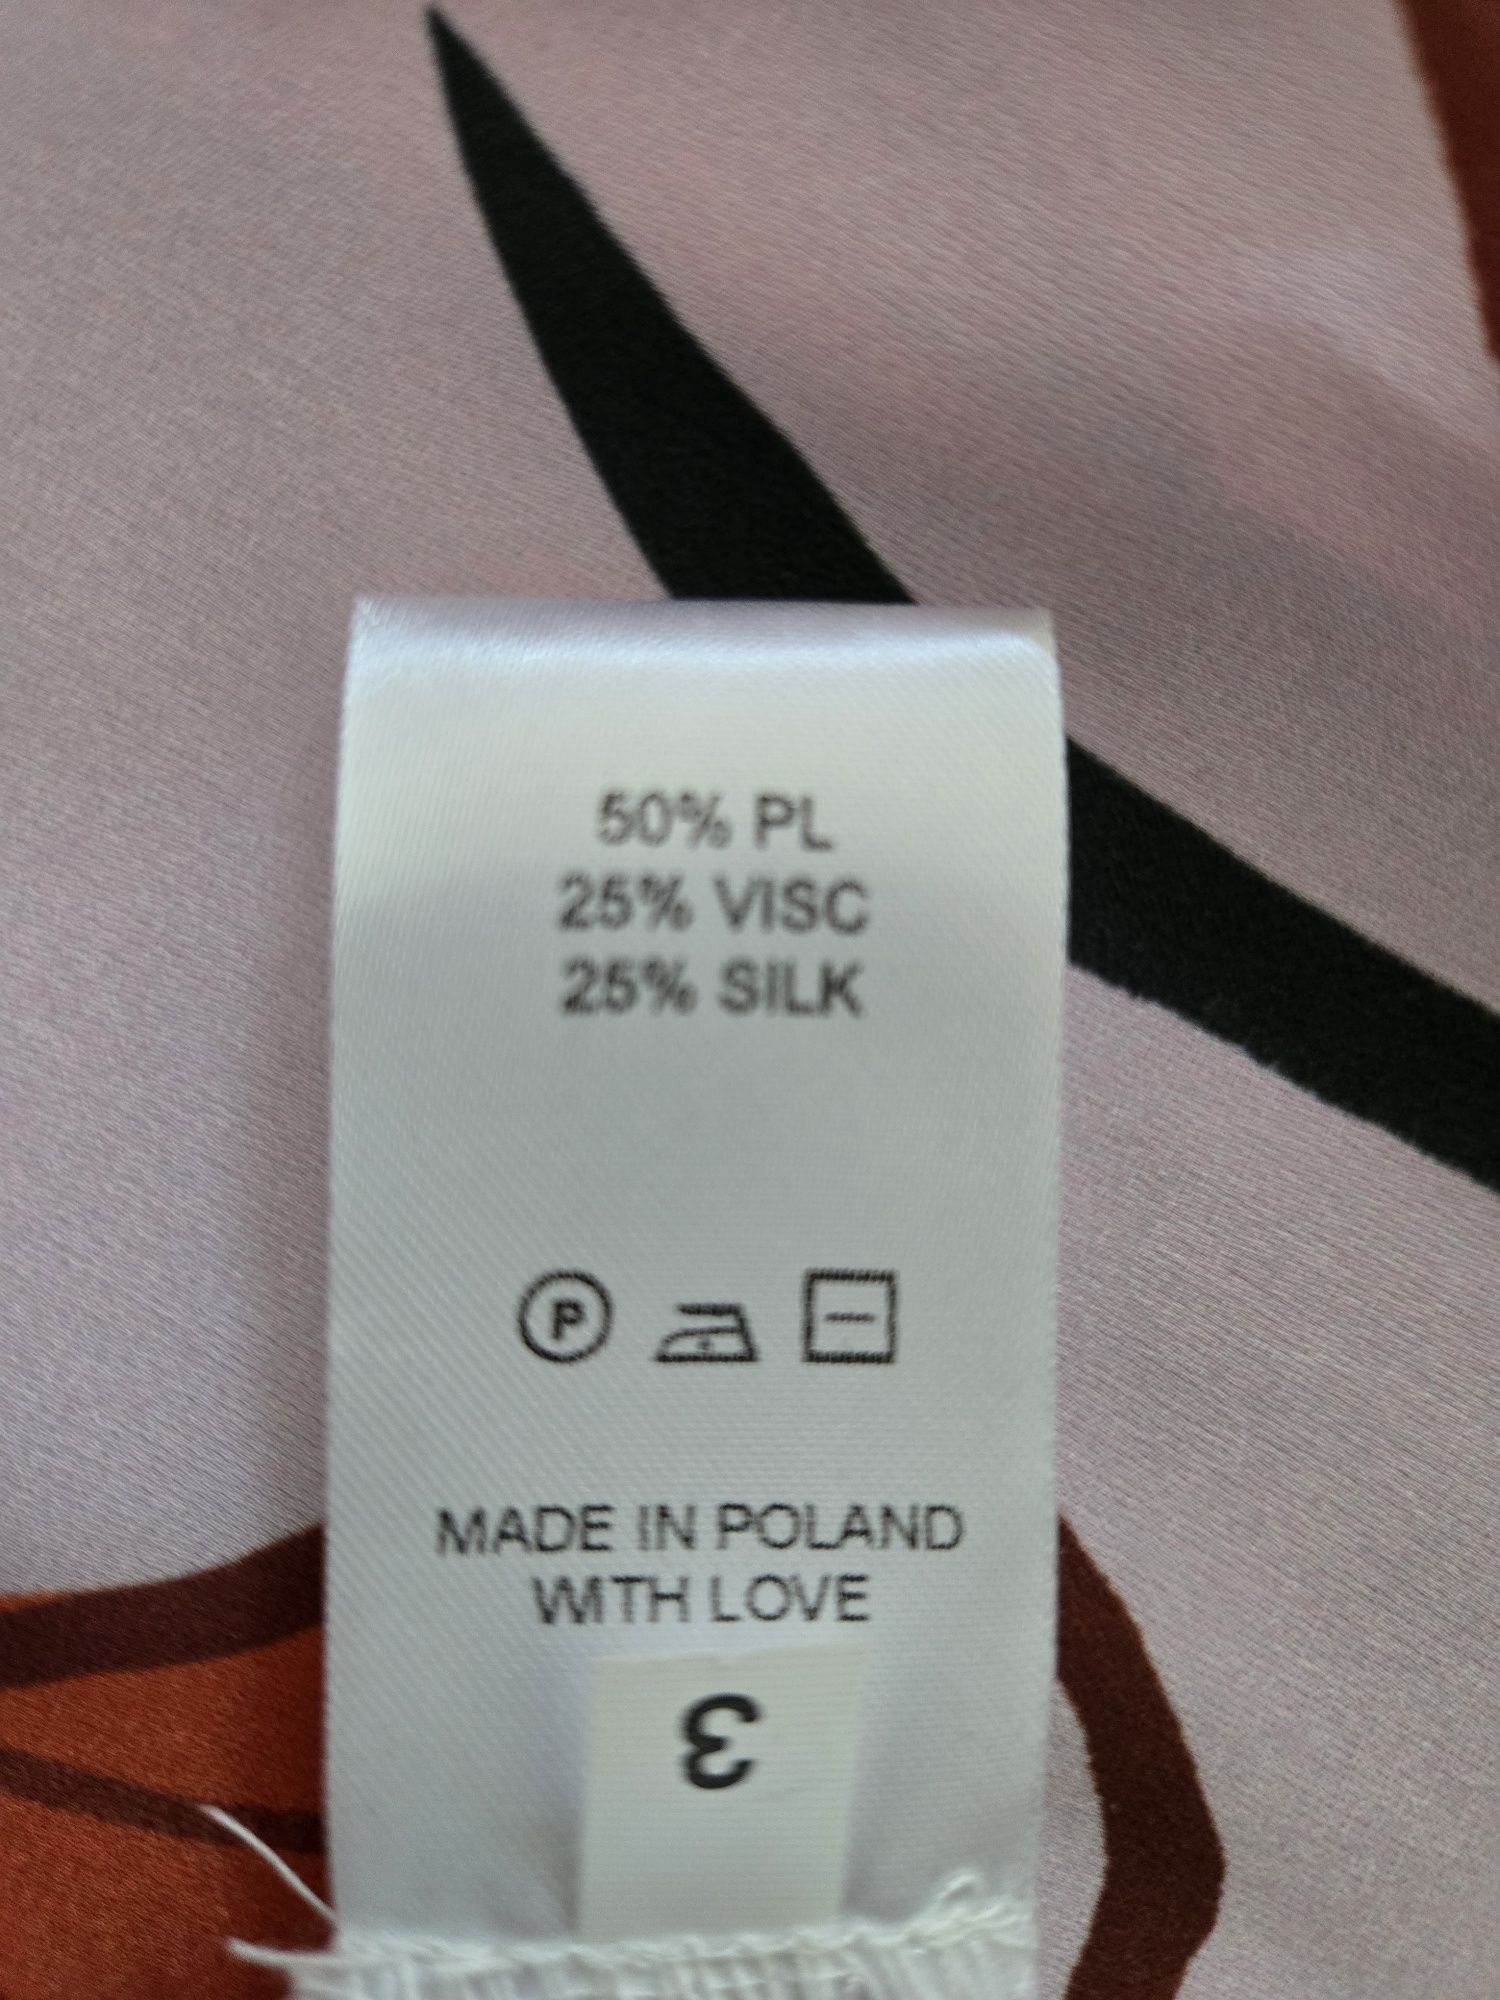 50% PL
25% VISC
25% SILK
P
MADE IN POLAND
WITH LOVE
3